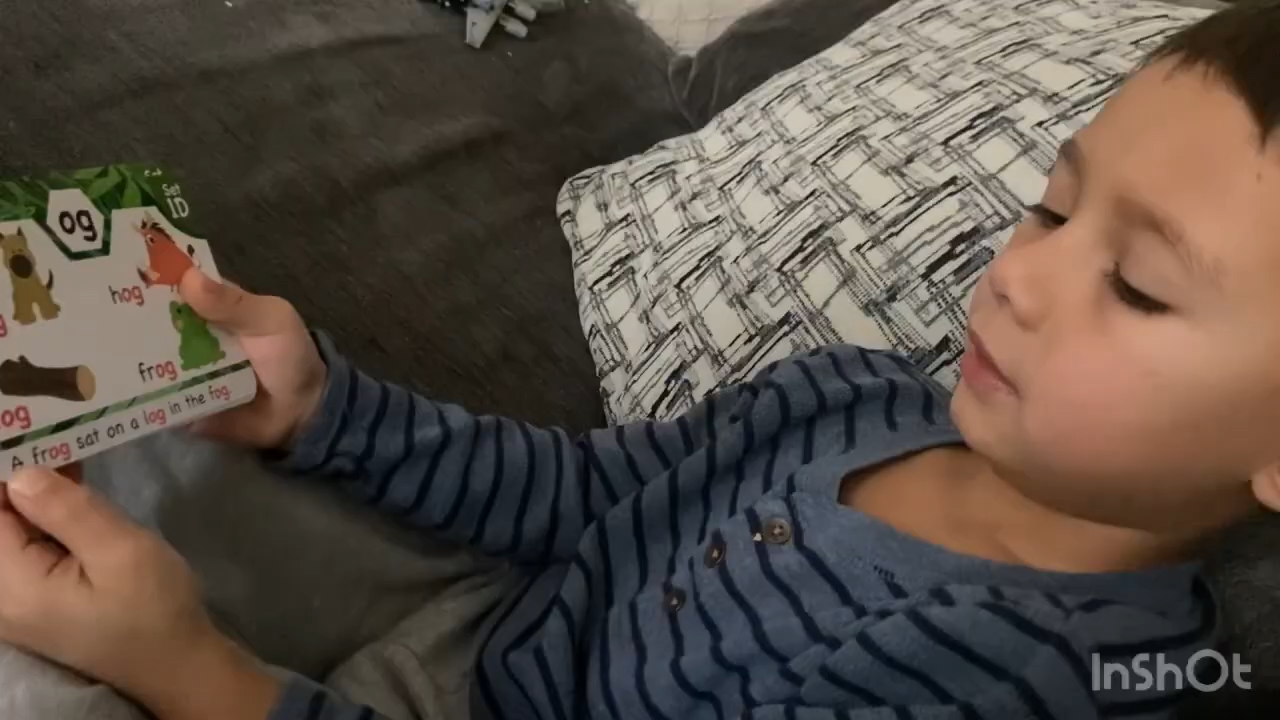 Set
1D
og
hog
frog
og
A frog sat on a log in the fog.
InShOt